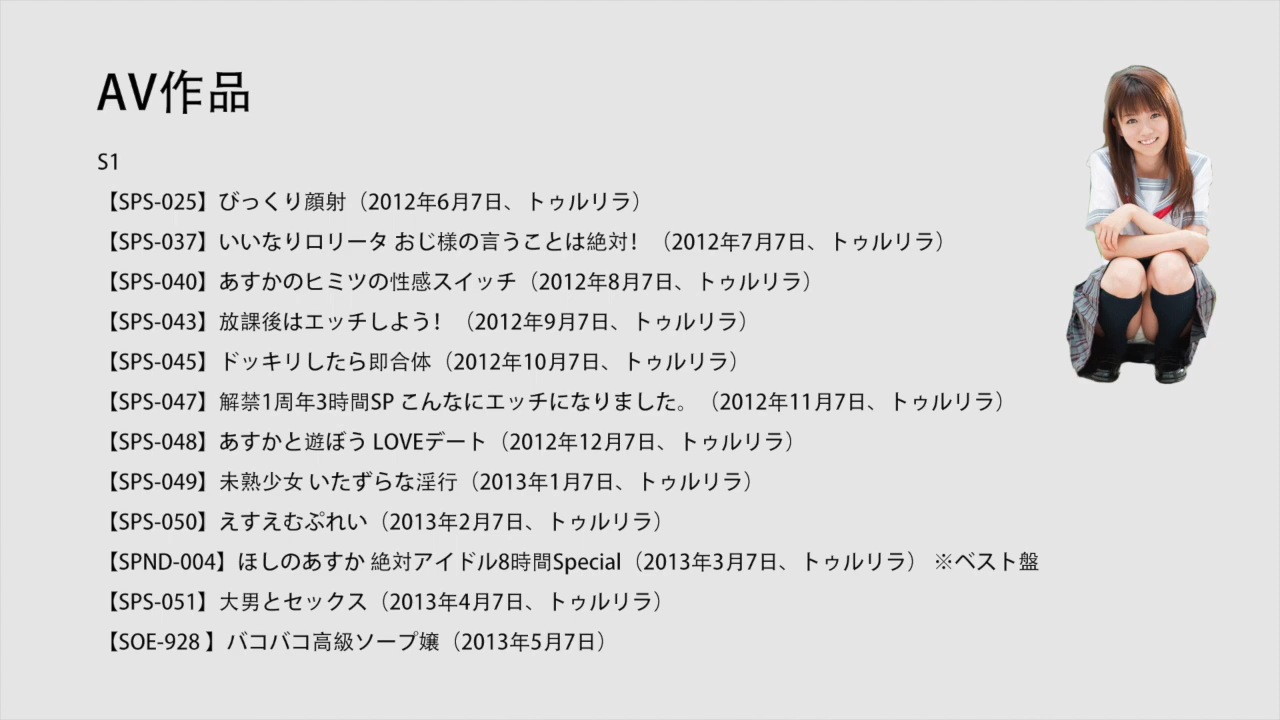 AV作品
S1
【SPS-025】びっくり顔射（2012年6月7日、トゥルリラ）
【SPS-037】いいなりロリータ おじ様の言うことは絶対！（2012年7月7日、トゥルリラ）
【SPS-040】あすかのヒミツの性感スイッチ（2012年8月7日、トゥルリラ）
【SPS-043】放課後はエッチしよう！（2012年9月7日、トゥルリラ）
【SPS-045】ドッキリしたら即合体（2012年10月7日、トゥルリラ）
【SPS-047】解禁1周年3時間SP こんなにエッチになりました。（2012年11月7日、トゥルリラ）
【SPS-048】あすかと遊ぼう LOVEデート（2012年12月7日、トゥルリラ）
【SPS-049】未熟少女 いたずらな淫行（2013年1月7日、トゥルリラ）
【SPS-050】えすえむぷれい（2013年2月7日、トゥルリラ）
【SPND-004】ほしのあすか 絶対アイドル8時間Special（2013年3月7日、トゥルリラ） ※ベスト盤
【SPS-051】大男とセックス（2013年4月7日、トゥルリラ）
【SOE-928 】バコバコ高級ソープ嬢（2013年5月7日）